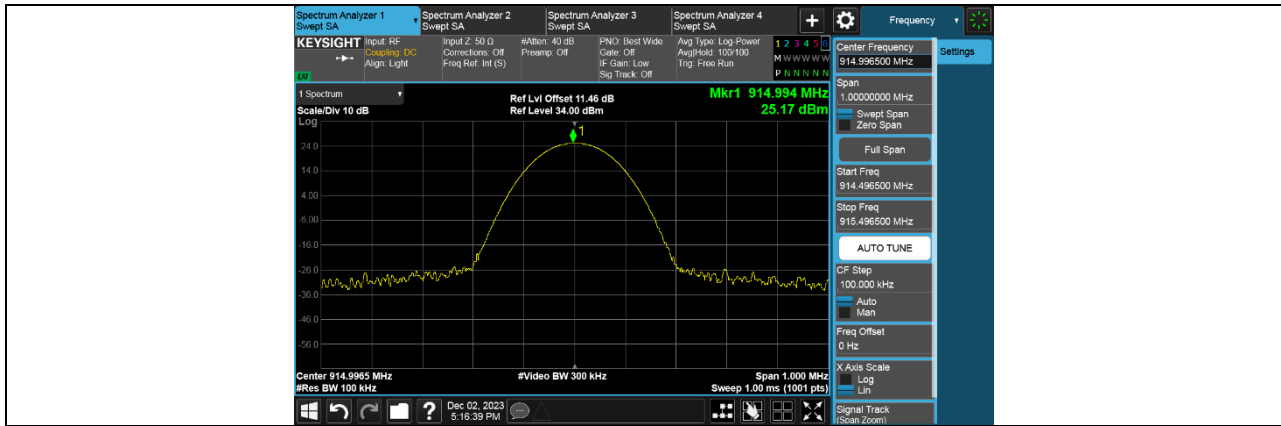 Spectrum Analyzer 1
Swept SA
Spectrum Analyzer 2
Swept SA
Spectrum Analyzer 3
Swept SA
Spectrum Analyzer 4
Swept SA
+
Frequency
KEYSIGHT
Input: RF
Coupling: DC
Align: Light
Input Z: 50 Ω
Corrections: Off
Freq Ref: Int (S)
#Atten: 40 dB
Preamp: Off
PNO: Best Wide
Gate: Off
IF Gain: Low
Sig Track: Off
Avg Type: Log-Power
Avg|Hold: 100/100
Trig: Free Run
1 2 3 4 5 6
M W W W W W
P N N N N N
LXI
1 Spectrum
Scale/Div 10 dB
Log
Ref Lvl Offset 11.46 dB
Ref Level 34.00 dBm
Mkr1 914.994 MHz
25.17 dBm
1
24.0
14.0
4.00
-6.00
-16.0
-26.0
-36.0
-46.0
-56.0
Center 914.9965 MHz
#Res BW 100 kHz
#Video BW 300 kHz
Span 1.000 MHz
Sweep 1.00 ms (1001 pts)
Dec 02, 2023
5:16:39 PM
?
Center Frequency
914.996500 MHz
Settings
Span
1.00000000 MHz
Swept Span
Zero Span
Full Span
Start Freq
914.496500 MHz
Stop Freq
915.496500 MHz
AUTO TUNE
CF Step
100.000 kHz
Auto
Man
Freq Offset
0 Hz
X Axis Scale
Log
Lin
Signal Track
(Span Zoom)